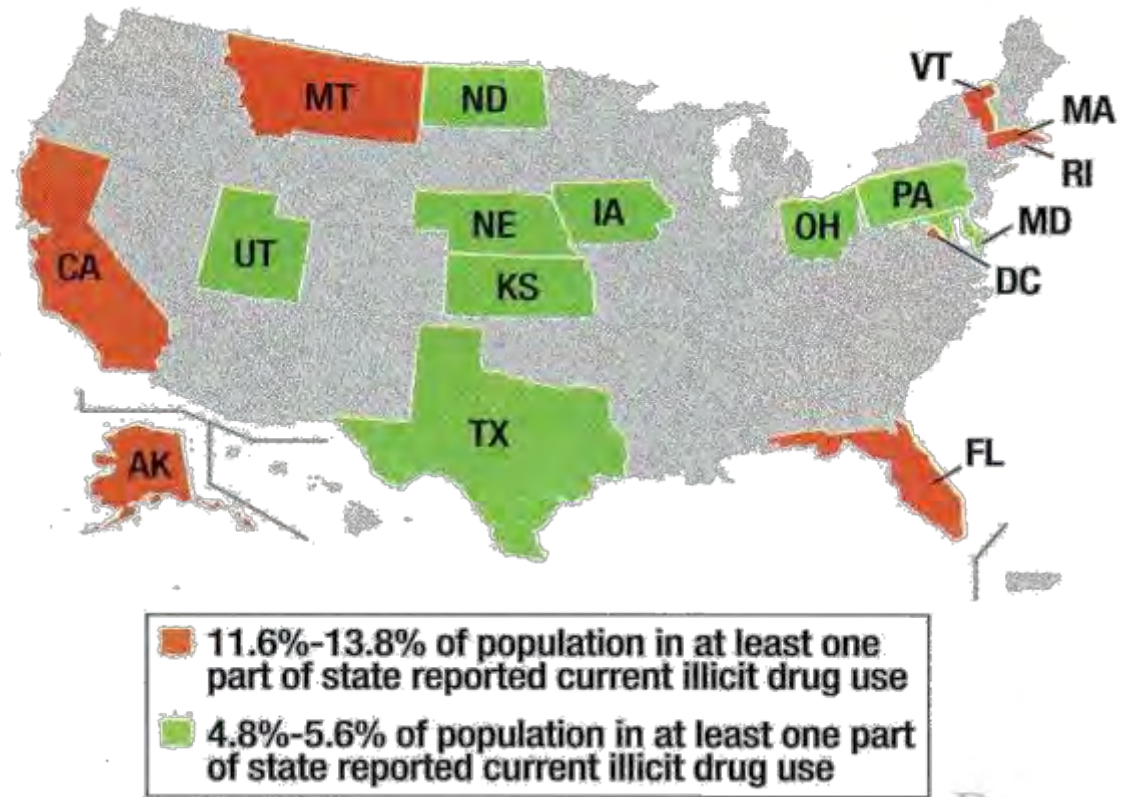 VT
MT
ND
MA
RI
PA
IA
NE
OH
MD
UT
CA
DC
KS
TX
FL
AK
11.6%-13.8% of population in at least one
part of state reported current illicit drug use
4.8%-5.6% of population in at least one part
of state reported current illicit drug use